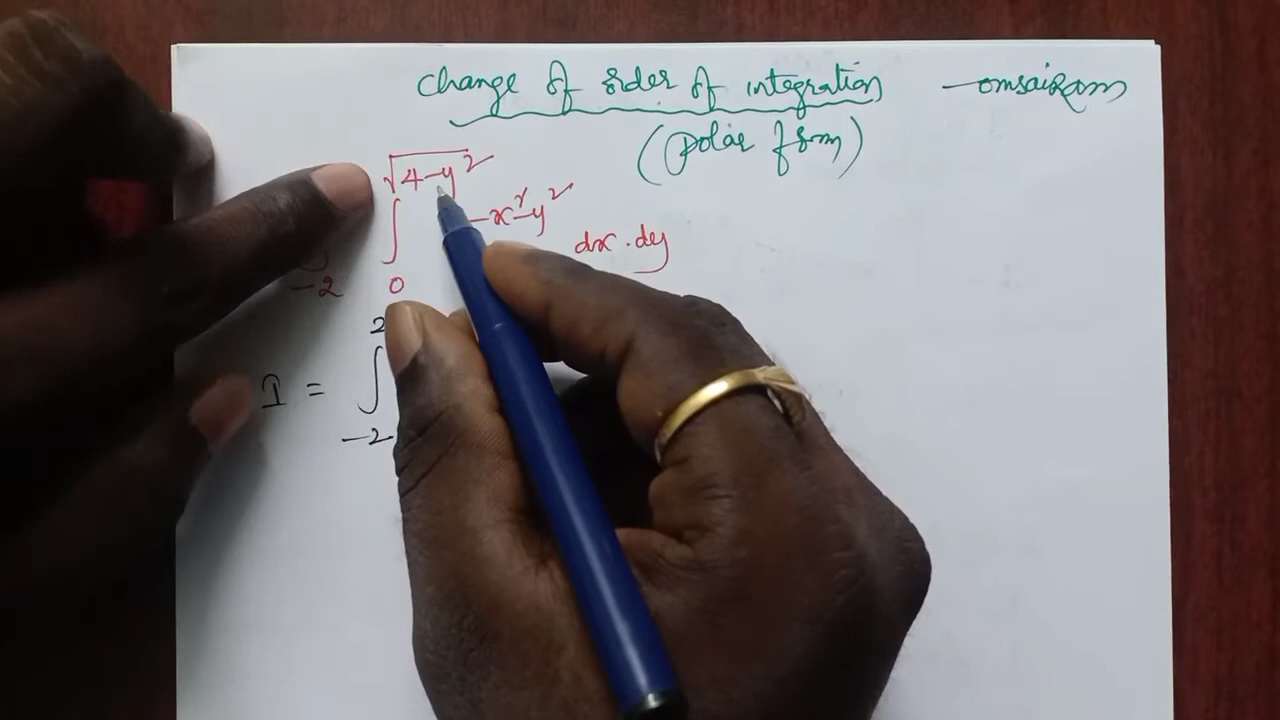 Change of order of integration — omsaiRam
(Polar form)
√4-y²
∫ -x²-y² dx.dy
-2 0
2
I = ∫
-2